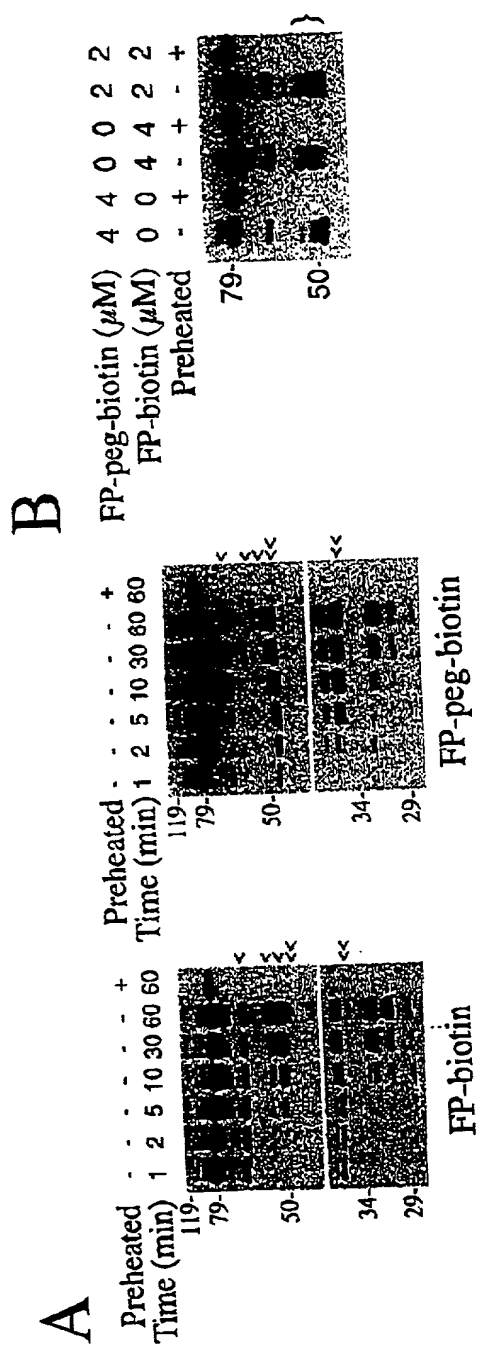 A
Preheated - - - - - - +
Time (min) 1 2 5 10 30 60 60
119-
79-
50-
34-
29-
FP-biotin
Preheated - - - - - - +
Time (min) 1 2 5 10 30 60 60
119-
79-
50-
34-
29-
FP-peg-biotin
B
FP-peg-biotin (μM) 4 4 0 0 2 2
FP-biotin (μM) 0 0 4 4 2 2
Preheated - + - + - +
79-
50-